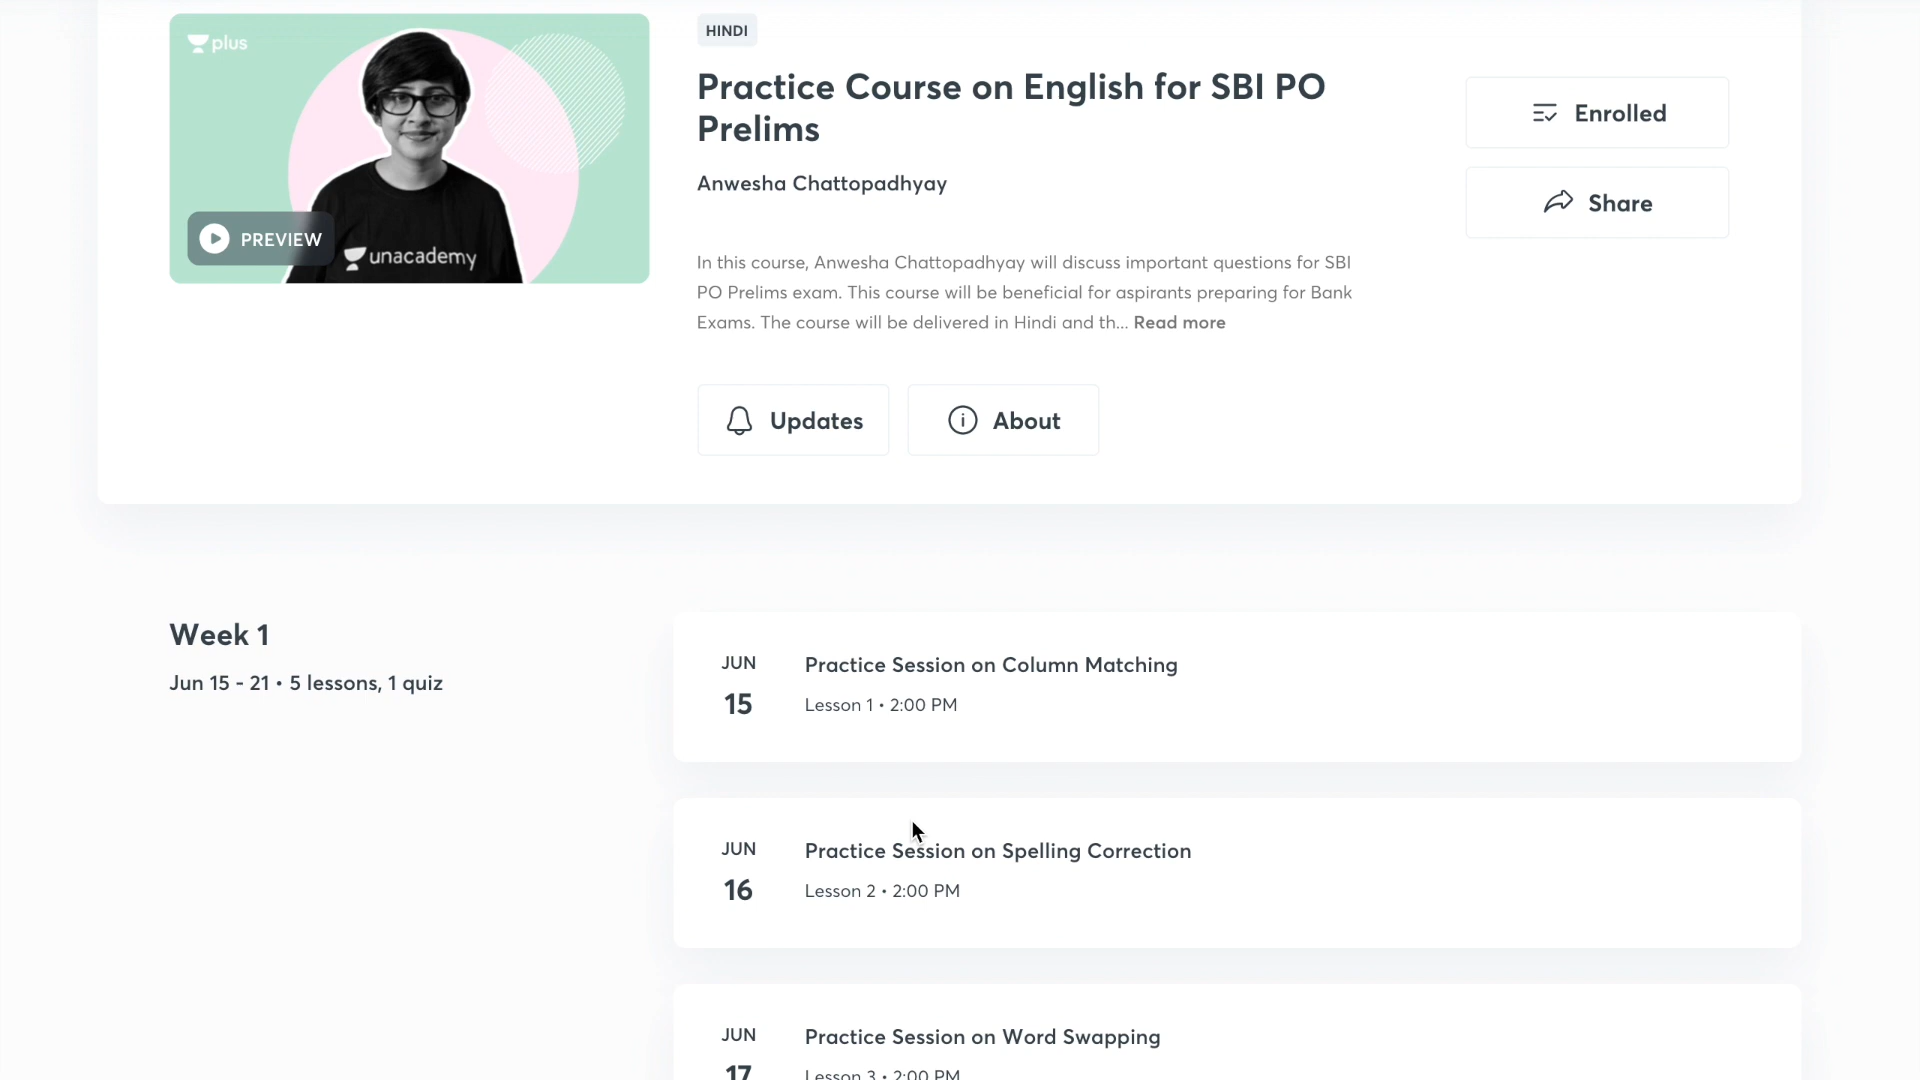 plus
PREVIEW
unacademy
HINDI
Practice Course on English for SBI PO
Prelims
Anwesha Chattopadhyay
In this course, Anwesha Chattopadhyay will discuss important questions for SBI
PO Prelims exam. This course will be beneficial for aspirants preparing for Bank
Exams. The course will be delivered in Hindi and th... Read more
Updates
About
Enrolled
Share
Week 1
Jun 15 - 21 • 5 lessons, 1 quiz
JUN
15
Practice Session on Column Matching
Lesson 1 • 2:00 PM
JUN
16
Practice Session on Spelling Correction
Lesson 2 • 2:00 PM
JUN
17
Practice Session on Word Swapping
Lesson 3 • 2:00 PM